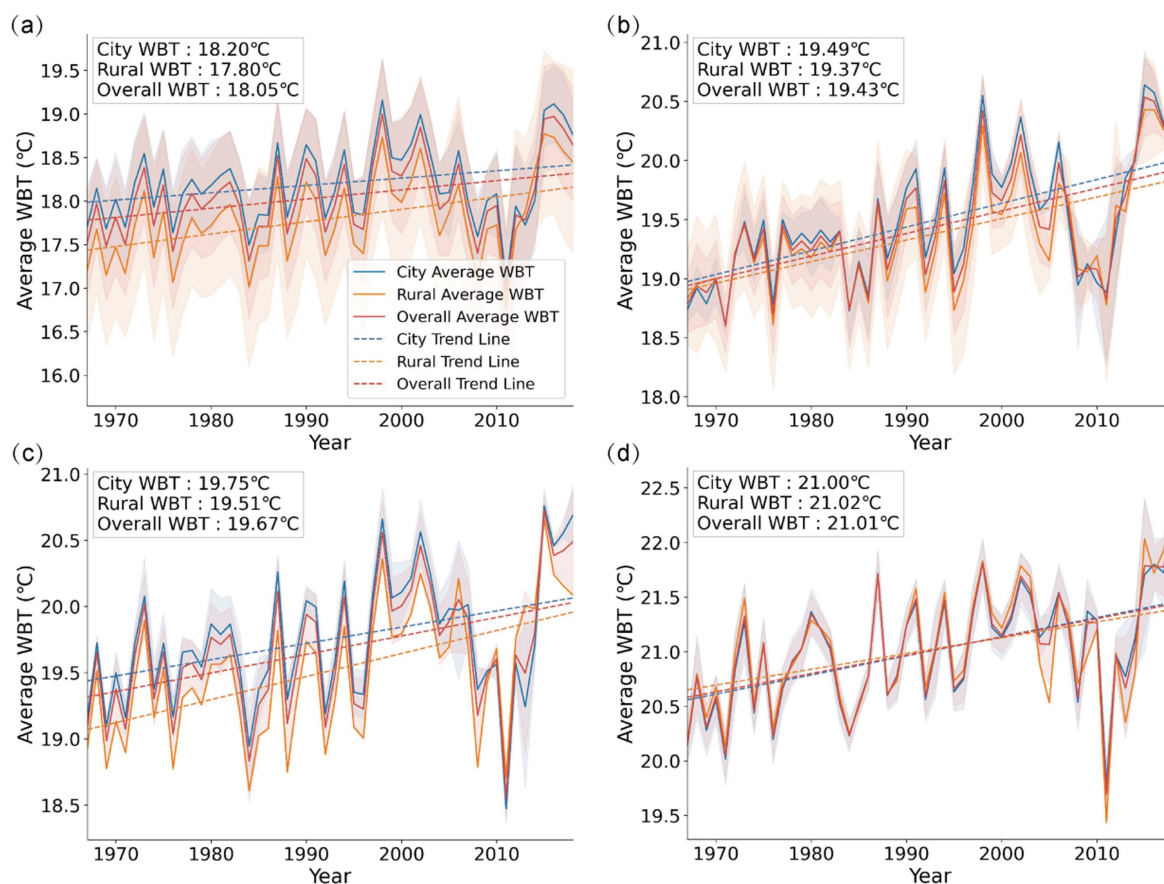 (a)
City WBT : 18.20℃
Rural WBT : 17.80℃
Overall WBT : 18.05℃
Average WBT (°C)
19.5
19.0
18.5
18.0
17.5
17.0
16.5
16.0
City Average WBT
Rural Average WBT
Overall Average WBT
City Trend Line
Rural Trend Line
Overall Trend Line
1970 1980 1990 2000 2010
Year
(b)
City WBT : 19.49℃
Rural WBT : 19.37℃
Overall WBT : 19.43℃
Average WBT (°C)
21.0
20.5
20.0
19.5
19.0
18.5
18.0
1970 1980 1990 2000 2010
Year
(c)
City WBT : 19.75℃
Rural WBT : 19.51℃
Overall WBT : 19.67℃
Average WBT (°C)
21.0
20.5
20.0
19.5
19.0
18.5
1970 1980 1990 2000 2010
Year
(d)
City WBT : 21.00℃
Rural WBT : 21.02℃
Overall WBT : 21.01℃
Average WBT (°C)
22.5
22.0
21.5
21.0
20.5
20.0
19.5
1970 1980 1990 2000 2010
Year